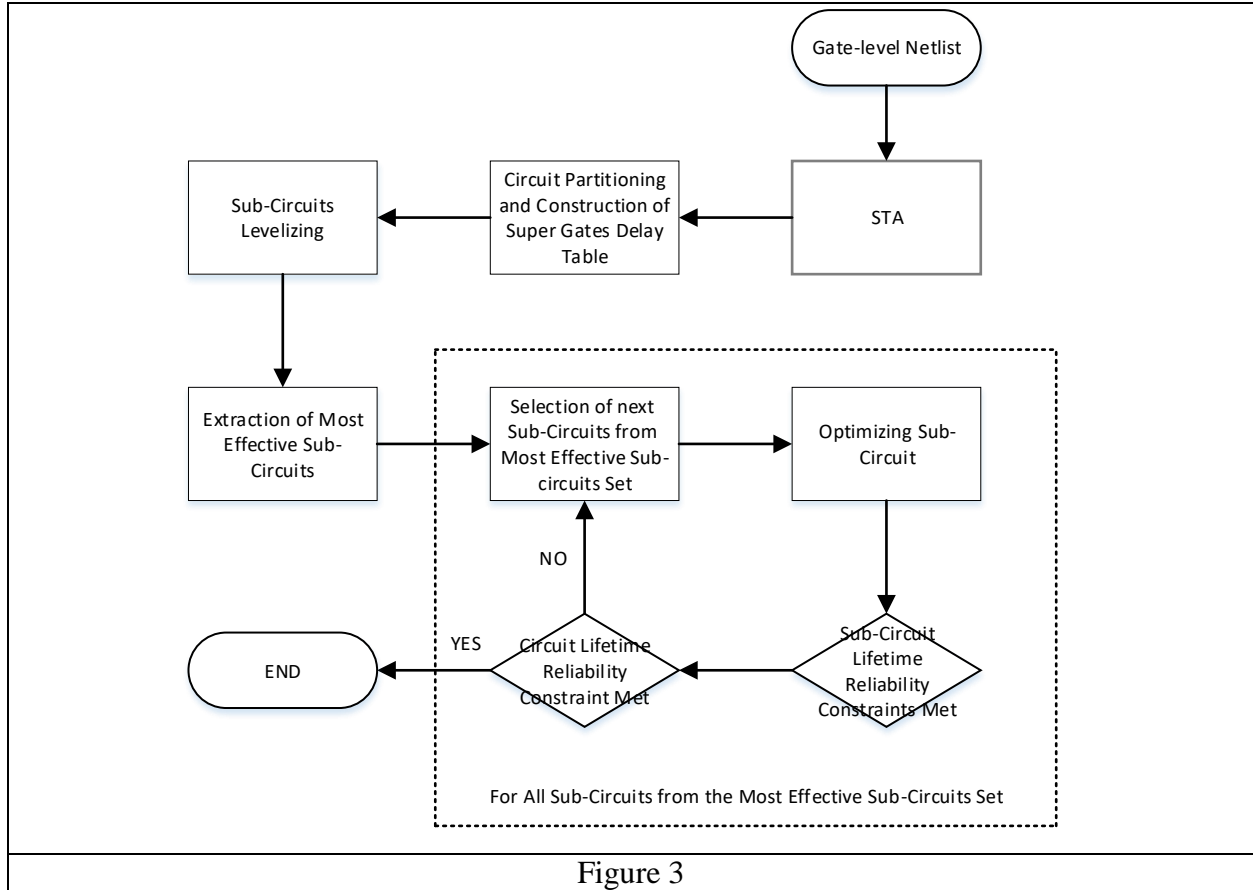 Gate-level Netlist
STA
Circuit Partitioning
and Construction of
Super Gates Delay
Table
Sub-Circuits
Levelizing
Extraction of Most
Effective Sub-
Circuits
Selection of next
Sub-Circuits from
Most Effective Sub-
circuits Set
Optimizing Sub-
Circuit
Sub-Circuit
Lifetime
Reliability
Constraints Met
Circuit Lifetime
Reliability
Constraint Met
NO
YES
END
For All Sub-Circuits from the Most Effective Sub-Circuits Set
Figure 3